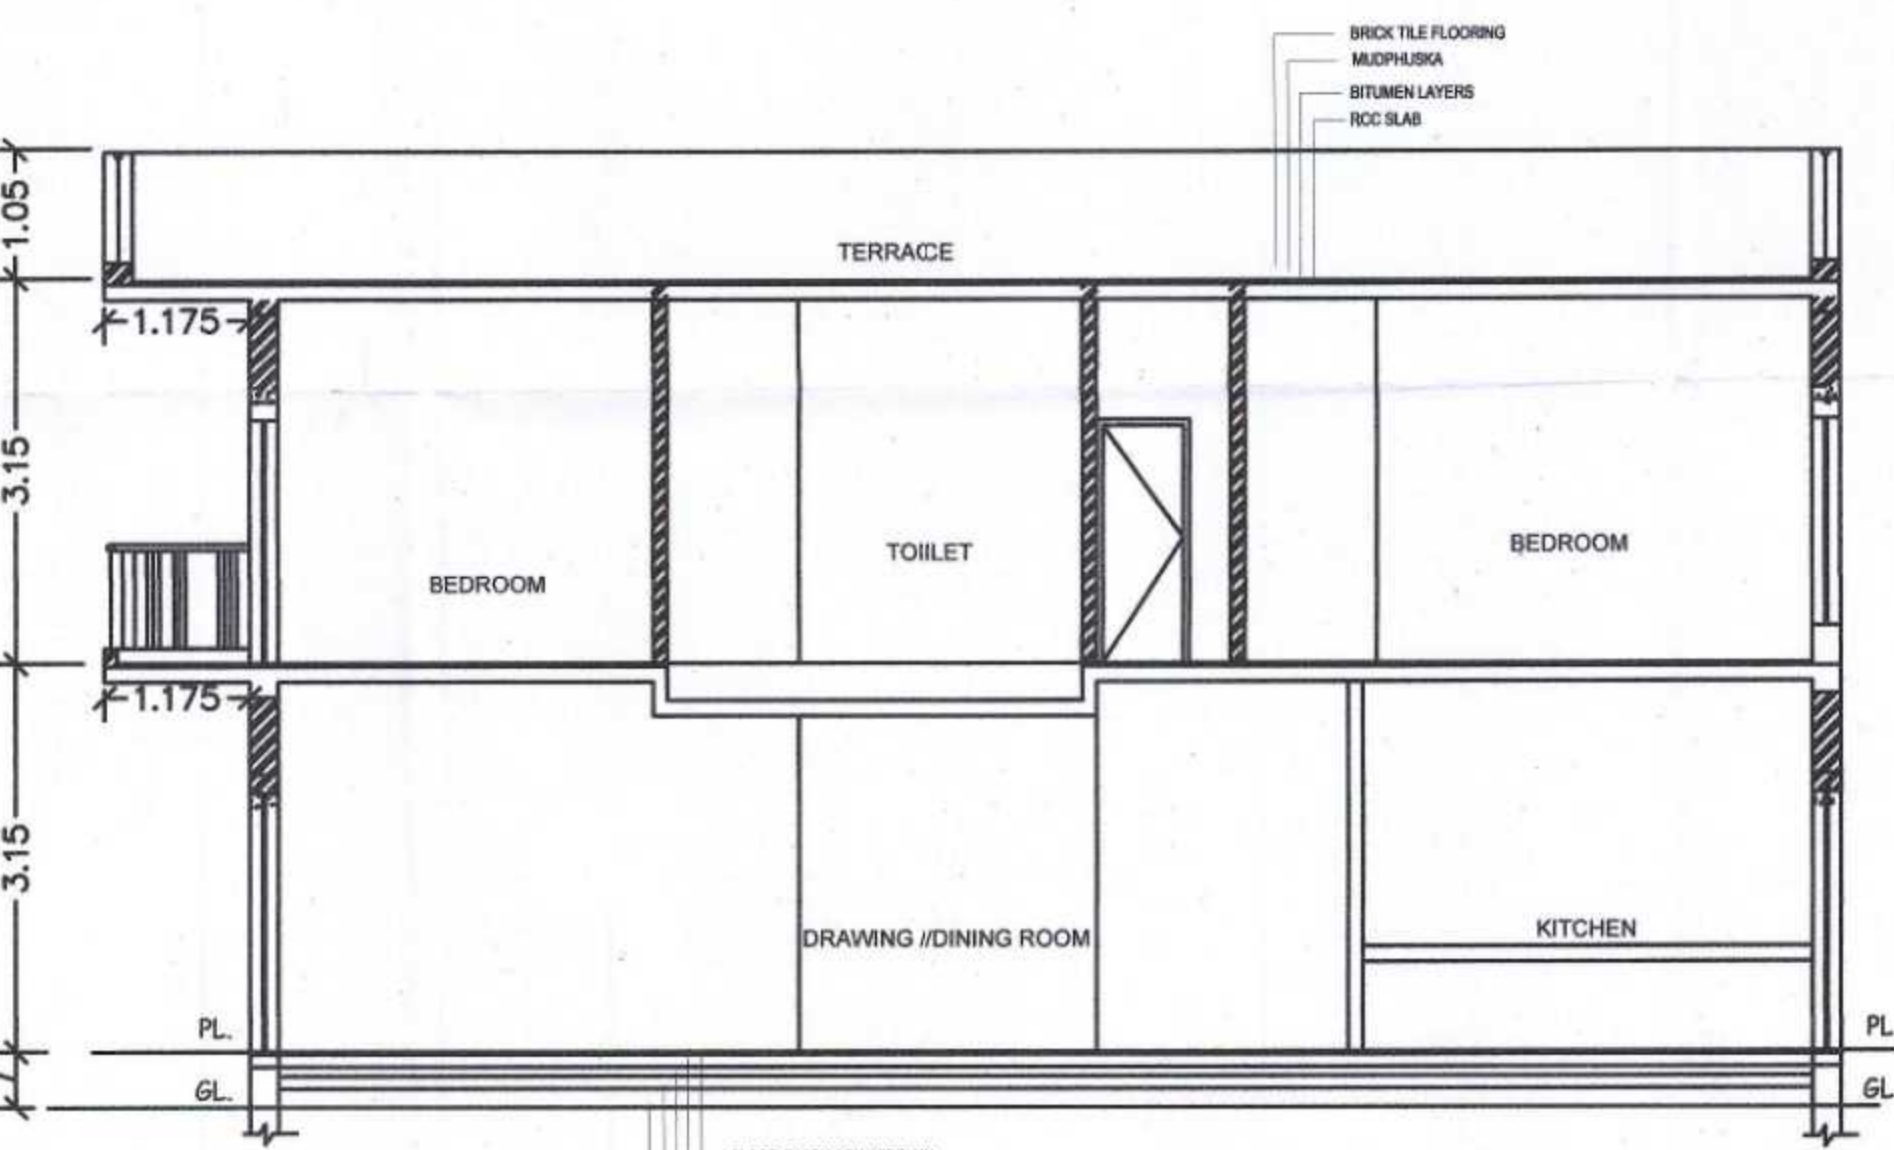 BRICK TILE FLOORING
MUDPHUSKA
BITUMEN LAYERS
RCC SLAB
1.05
TERRACE
1.175
3.15
BEDROOM
TOIILET
BEDROOM
1.175
3.15
DRAWING //DINING ROOM
KITCHEN
PL.
PL
GL.
GL